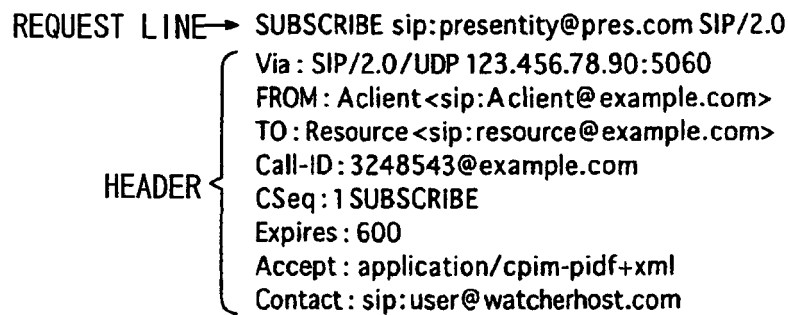 REQUEST LINE → SUBSCRIBE sip:presentity@pres.com SIP/2.0
Via : SIP/2.0/UDP 123.456.78.90:5060
FROM : Aclient<sip:Aclient@example.com>
TO : Resource<sip:resource@example.com>
Call-ID : 3248543@example.com
HEADER
CSeq : 1 SUBSCRIBE
Expires : 600
Accept : application/cpim-pidf+xml
Contact : sip:user@watcherhost.com